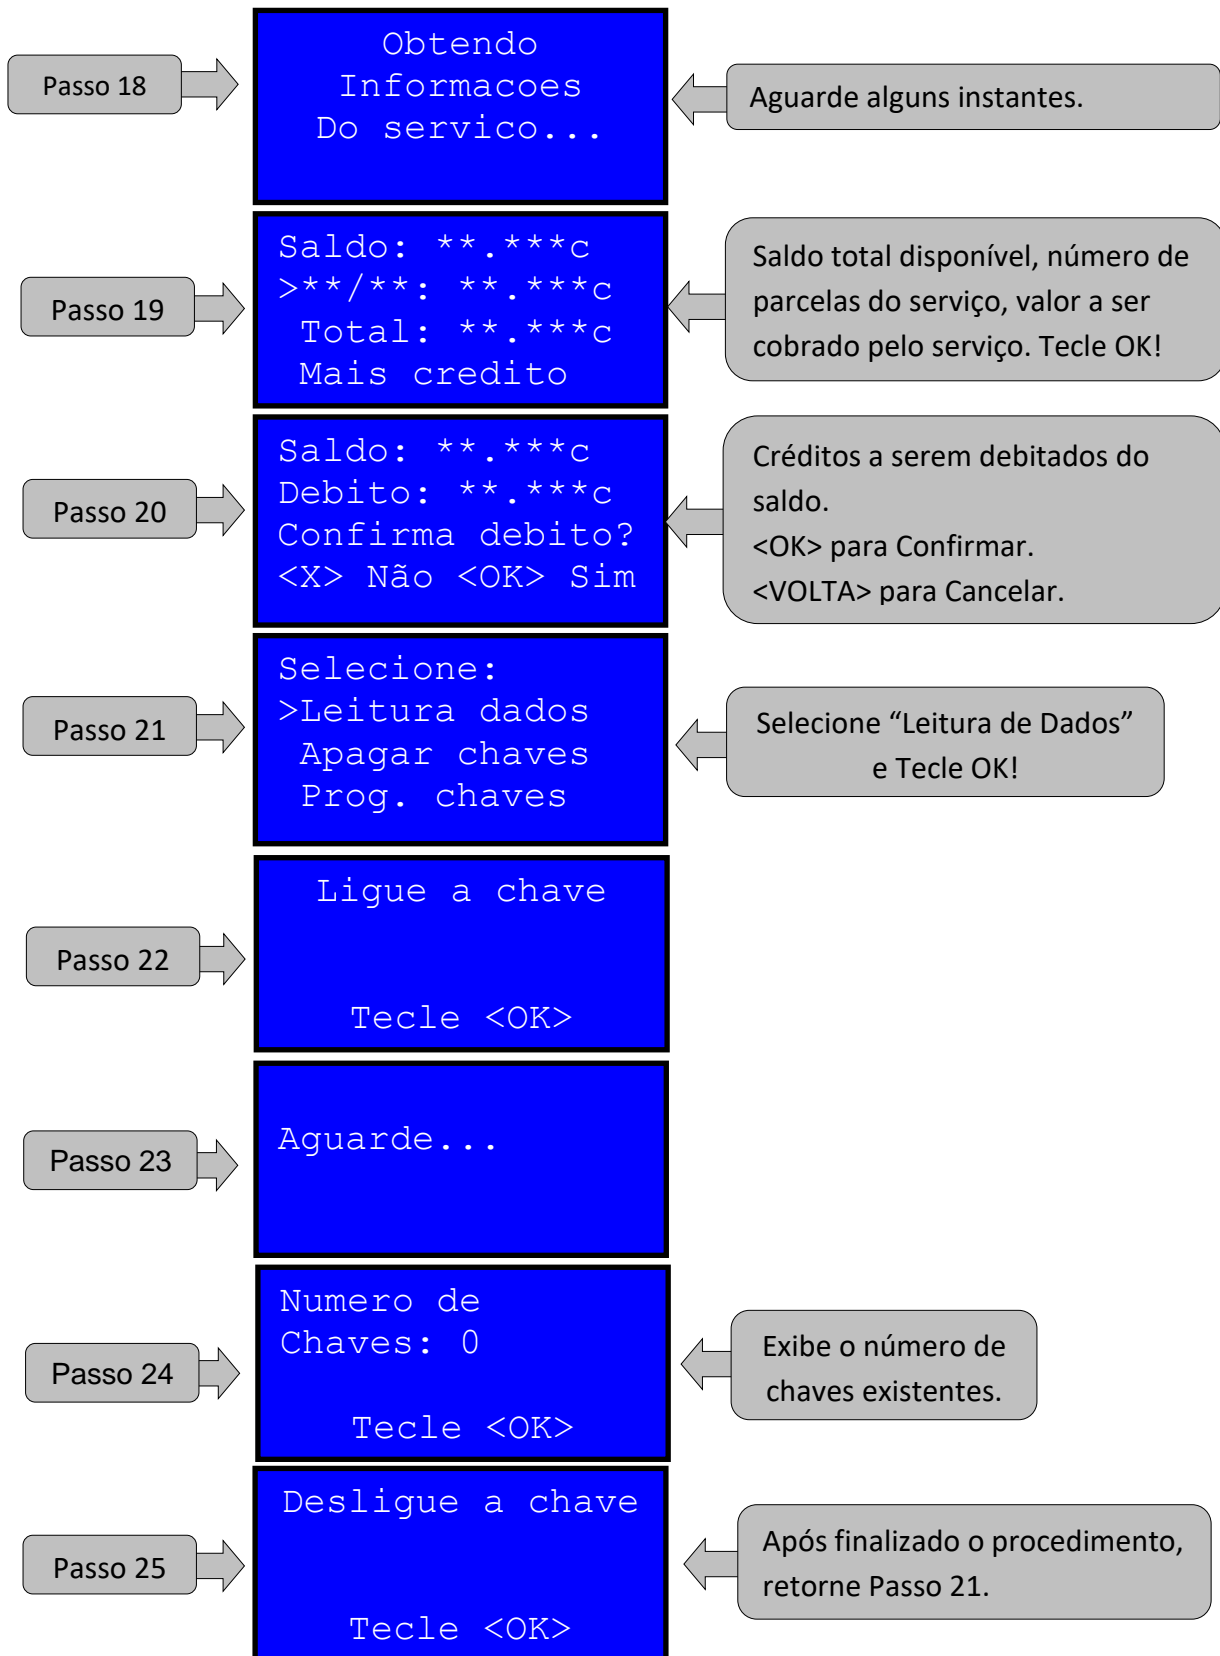 Passo 18
Obtendo
Informacoes
Do servico...
Aguarde alguns instantes.
Passo 19
Saldo: **.***c
>**/**: **.***c
Total: **.***c
Mais credito
Saldo total disponível, número de
parcelas do serviço, valor a ser
cobrado pelo serviço. Tecle OK!
Passo 20
Saldo: **.***c
Debito: **.***c
Confirma debito?
<X> Não <OK> Sim
Créditos a serem debitados do
saldo.
<OK> para Confirmar.
<VOLTA> para Cancelar.
Passo 21
Selecione:
>Leitura dados
Apagar chaves
Prog. chaves
Selecione “Leitura de Dados”
e Tecle OK!
Passo 22
Ligue a chave
Tecle <OK>
Passo 23
Aguarde...
Passo 24
Numero de
Chaves: 0
Tecle <OK>
Exibe o número de
chaves existentes.
Passo 25
Desligue a chave
Tecle <OK>
Após finalizado o procedimento,
retorne Passo 21.